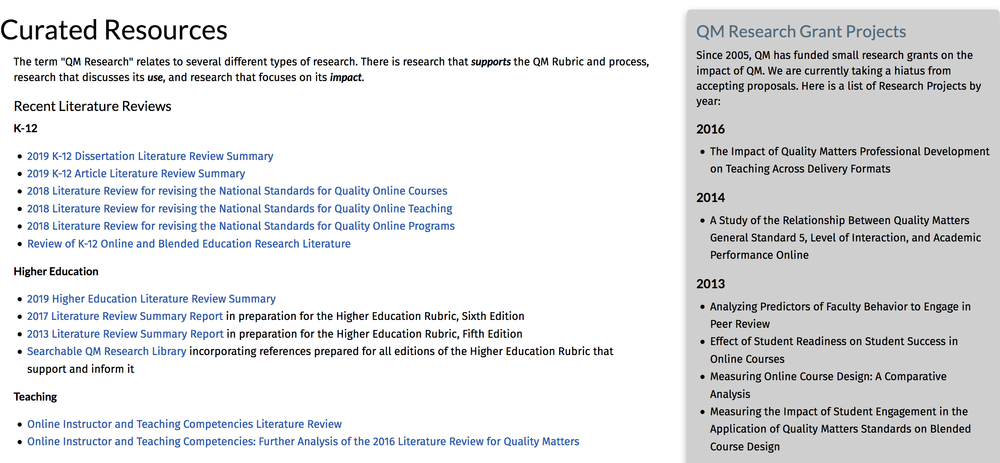 Curated Resources
The term "QM Research" relates to several different types of research. There is research that supports the QM Rubric and process,
research that discusses its use, and research that focuses on its impact.
Recent Literature Reviews
K-12
2019 K-12 Dissertation Literature Review Summary
2019 K-12 Article Literature Review Summary
2018 Literature Review for revising the National Standards for Quality Online Courses
2018 Literature Review for revising the National Standards for Quality Online Teaching
2018 Literature Review for revising the National Standards for Quality Online Programs
Review of K-12 Online and Blended Education Research Literature
Higher Education
2019 Higher Education Literature Review Summary
2017 Literature Review Summary Report in preparation for the Higher Education Rubric, Sixth Edition
2013 Literature Review Summary Report in preparation for the Higher Education Rubric, Fifth Edition
Searchable QM Research Library incorporating references prepared for all editions of the Higher Education Rubric that
support and inform it
Teaching
Online Instructor and Teaching Competencies Literature Review
Online Instructor and Teaching Competencies: Further Analysis of the 2016 Literature Review for Quality Matters
QM Research Grant Projects
Since 2005, QM has funded small research grants on the
impact of QM. We are currently taking a hiatus from
accepting proposals. Here is a list of Research Projects by
year:
2016
The Impact of Quality Matters Professional Development
on Teaching Across Delivery Formats
2014
A Study of the Relationship Between Quality Matters
General Standard 5, Level of Interaction, and Academic
Performance Online
2013
Analyzing Predictors of Faculty Behavior to Engage in
Peer Review
Effect of Student Readiness on Student Success in
Online Courses
Measuring Online Course Design: A Comparative
Analysis
Measuring the Impact of Student Engagement in the
Application of Quality Matters Standards on Blended
Course Design